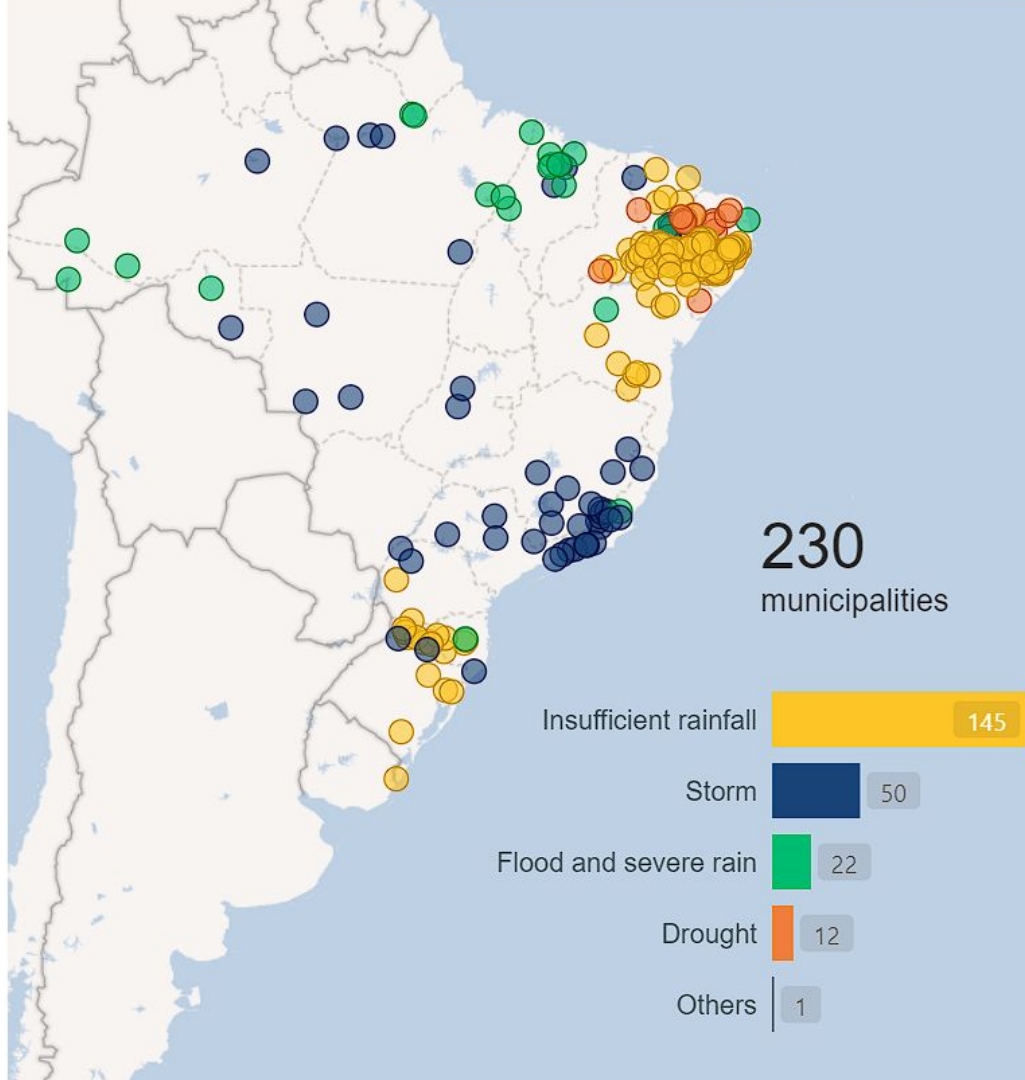 230
municipalities
Insufficient rainfall 145
Storm 50
Flood and severe rain 22
Drought 12
Others 1